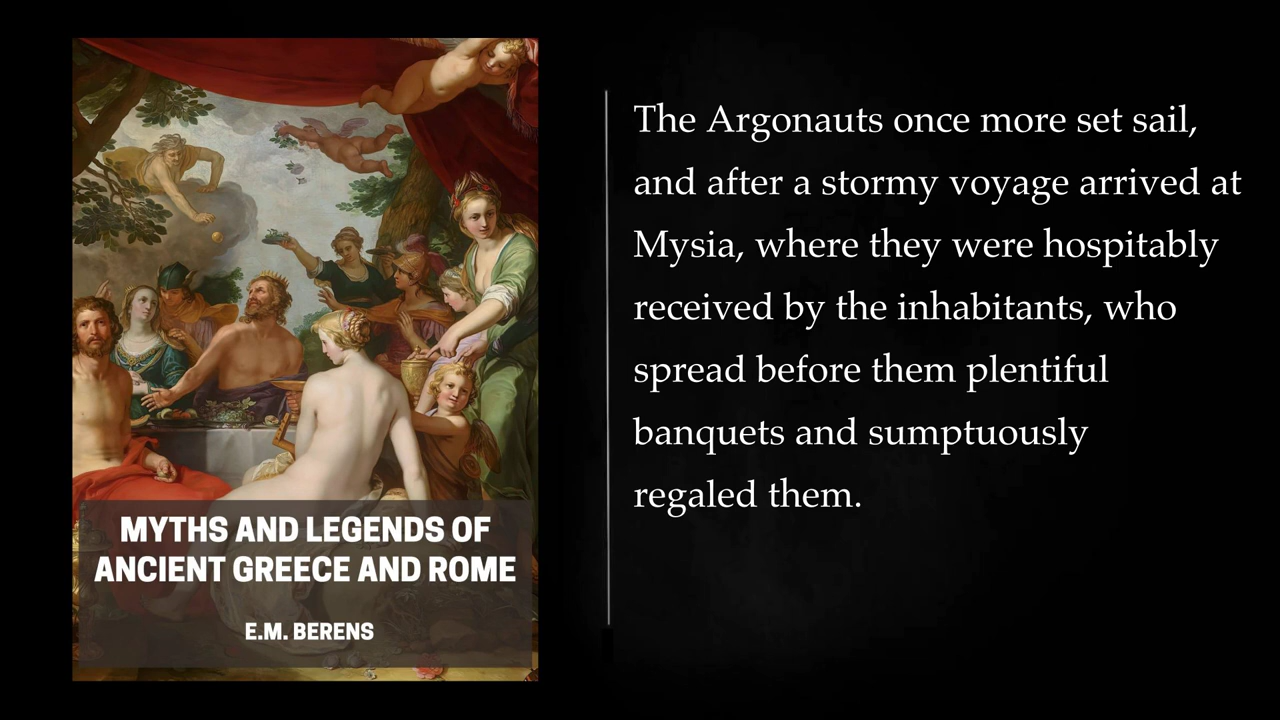 MYTHS AND LEGENDS OF
ANCIENT GREECE AND ROME
E.M. BERENS
The Argonauts once more set sail,
and after a stormy voyage arrived at
Mysia, where they were hospitably
received by the inhabitants, who
spread before them plentiful
banquets and sumptuously
regaled them.